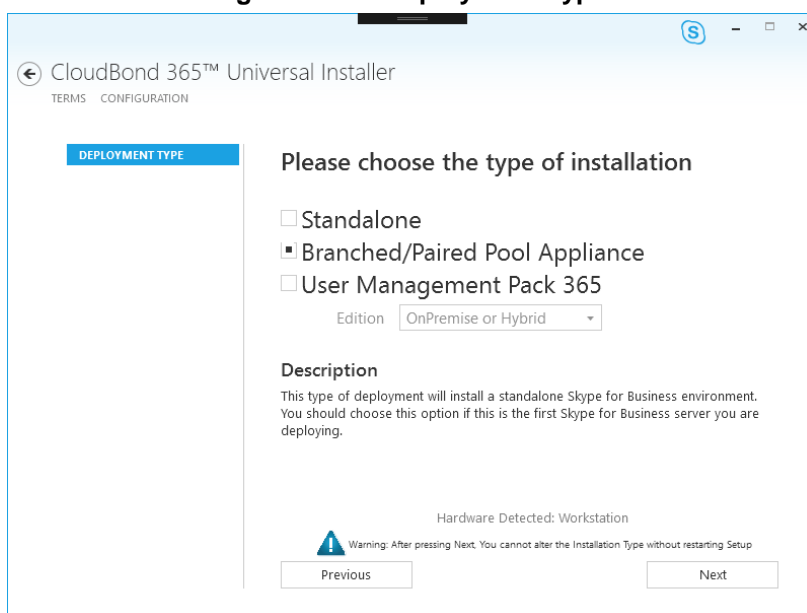 CloudBond 365™ Universal Installer
TERMS CONFIGURATION
DEPLOYMENT TYPE
Please choose the type of installation
Standalone
Branched/Paired Pool Appliance
User Management Pack 365
Edition OnPremise or Hybrid
Description
This type of deployment will install a standalone Skype for Business environment.
You should choose this option if this is the first Skype for Business server you are
deploying.
Hardware Detected: Workstation
Warning: After pressing Next, You cannot alter the Installation Type without restarting Setup
Previous Next